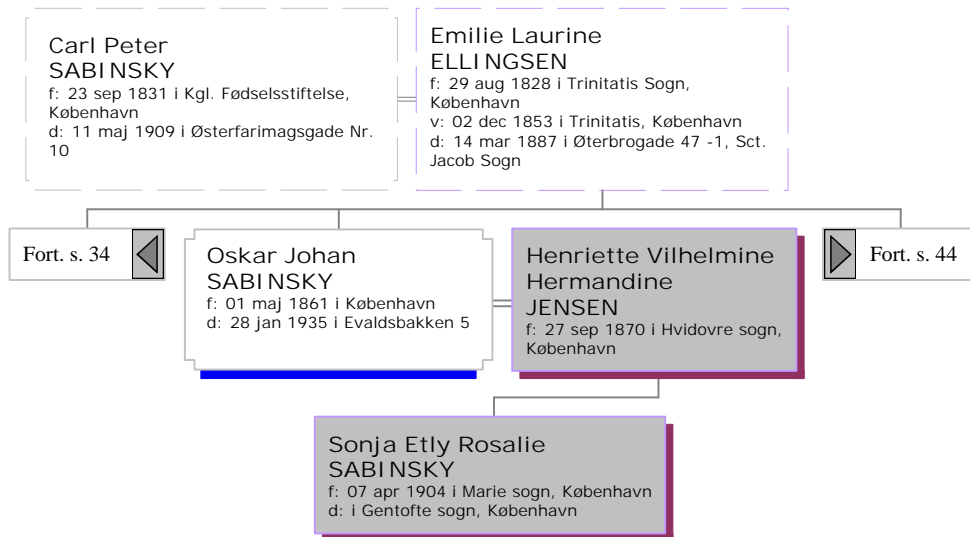 Carl Peter
SABINSKY
f: 23 sep 1831 i Kgl. Fødselsstiftelse,
København
d: 11 maj 1909 i Østerfarimagsgade Nr.
10
Emilie Laurine
ELLINGSEN
f: 29 aug 1828 i Trinitatis Sogn,
København
v: 02 dec 1853 i Trinitatis, København
d: 14 mar 1887 i Øterbrogade 47 -1, Sct.
Jacob Sogn
Fort. s. 34
Oskar Johan
SABINSKY
f: 01 maj 1861 i København
d: 28 jan 1935 i Evaldsbakken 5
Henriette Vilhelmine
Hermandine
JENSEN
f: 27 sep 1870 i Hvidovre sogn,
København
Fort. s. 44
Sonja Etly Rosalie
SABINSKY
f: 07 apr 1904 i Marie sogn, København
d: i Gentofte sogn, København